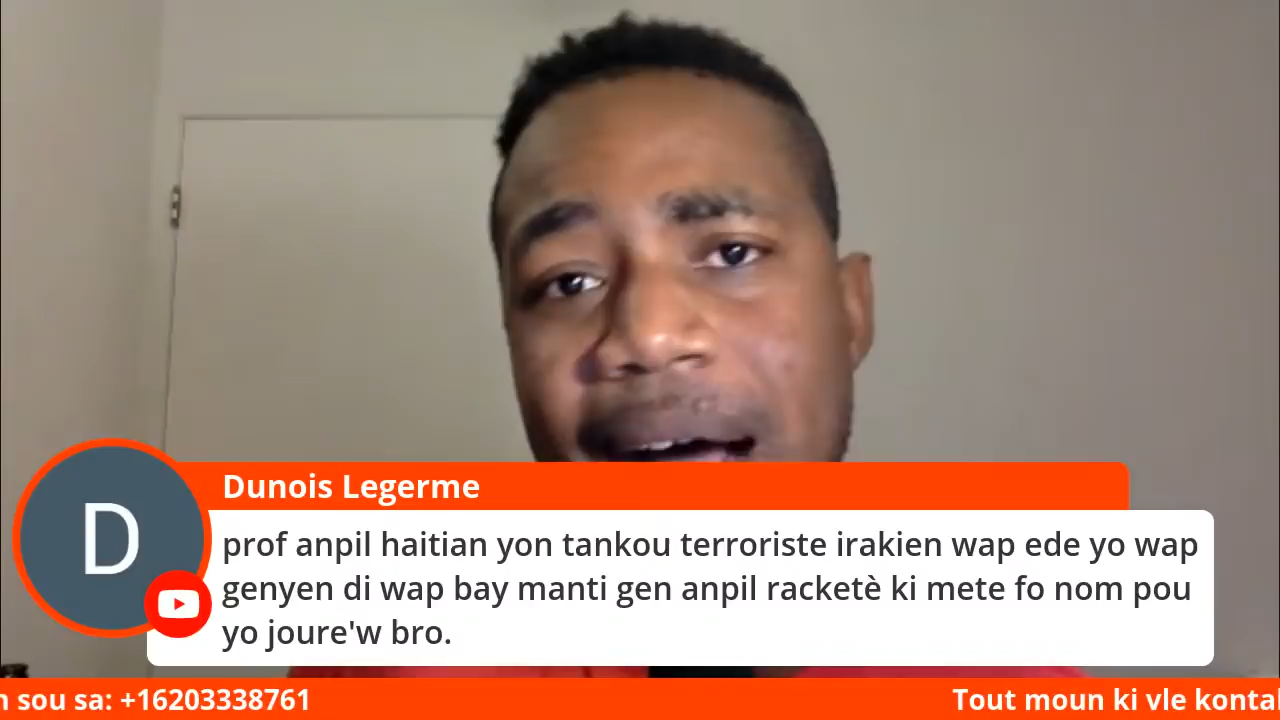 D
Dunois Legerme
prof anpil haitian yon tankou terroriste irakien wap ede yo wap
genyen di wap bay manti gen anpil racketè ki mete fo nom pou
yo joure'w bro.
sou sa: +16203338761
Tout moun ki vle